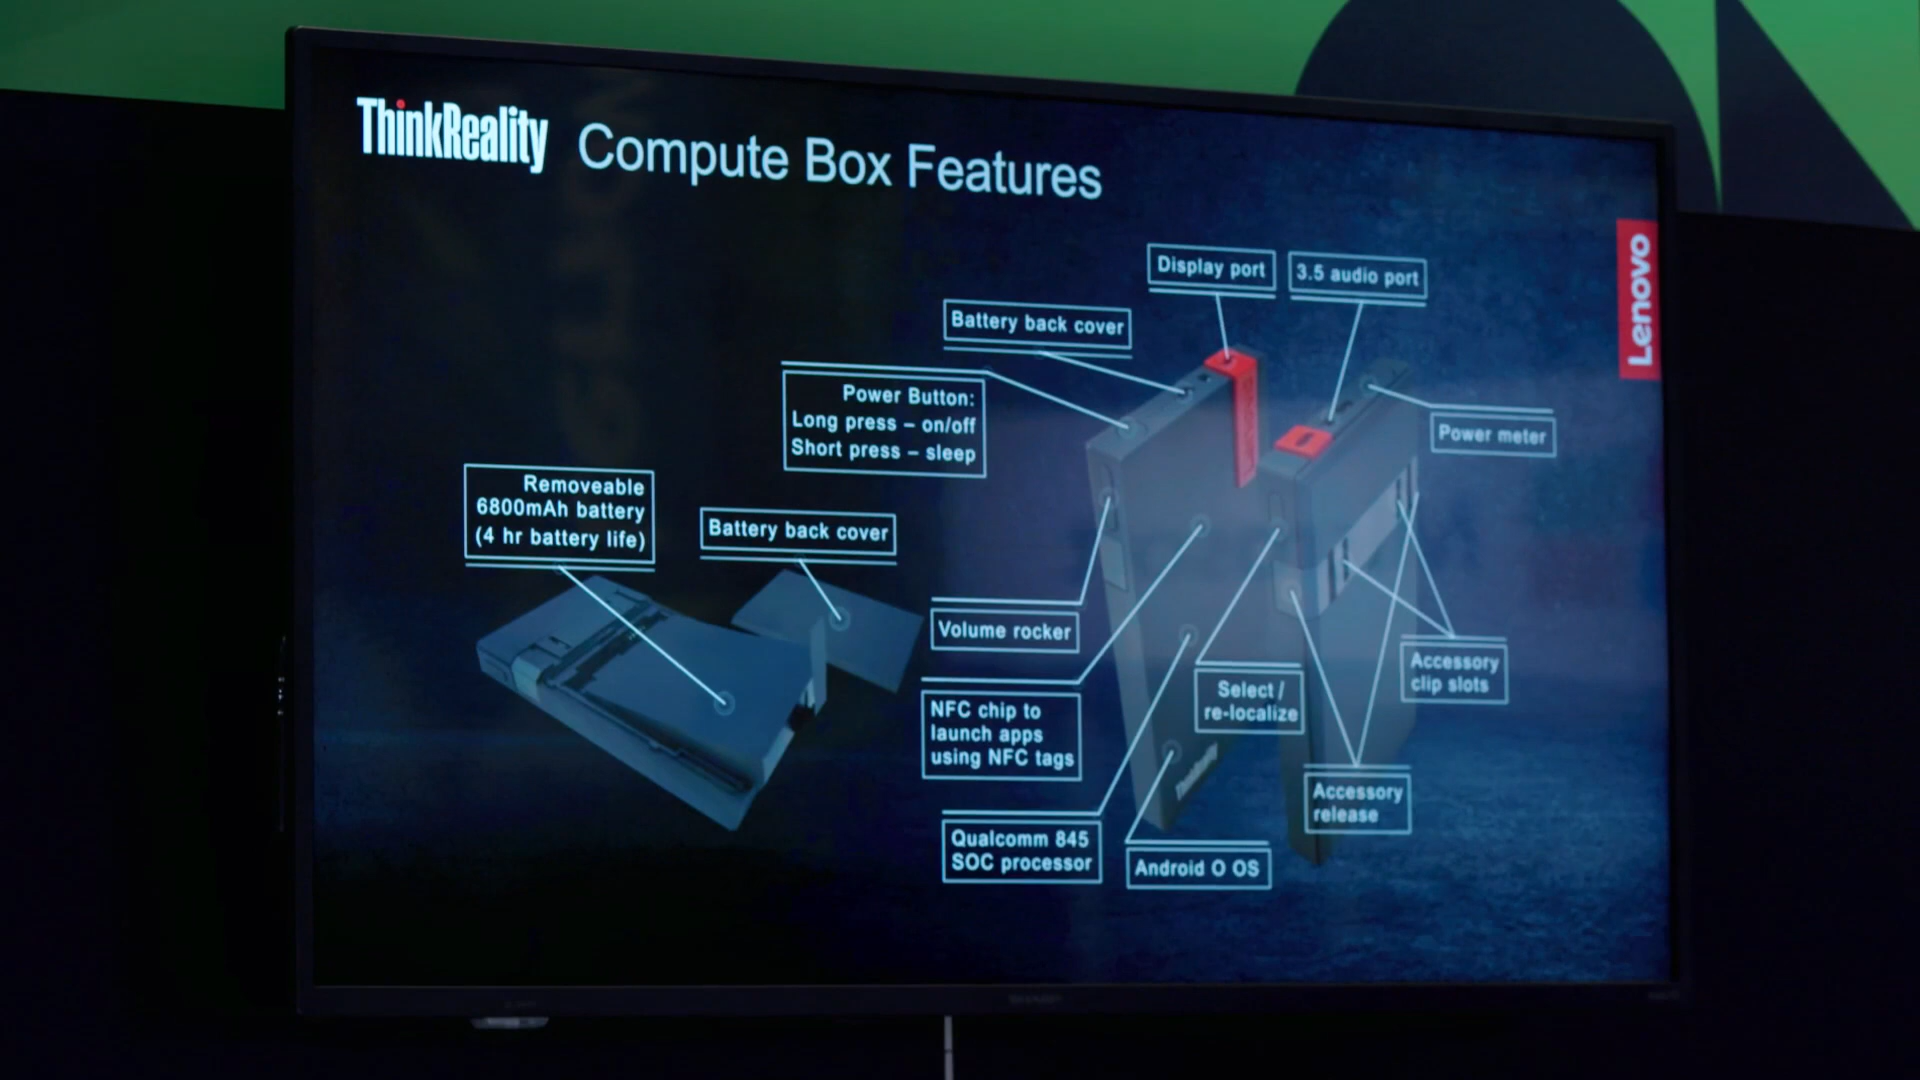 ThinkReality Compute Box Features
Lenovo
Display port
3.5 audio port
Battery back cover
Power Button:
Long press – on/off
Short press – sleep
Power meter
Removeable
6800mAh battery
(4 hr battery life)
Battery back cover
Volume rocker
NFC chip to
launch apps
using NFC tags
Select /
re-localize
Accessory
clip slots
Accessory
release
Qualcomm 845
SOC processor
Android O OS
ThinkReality